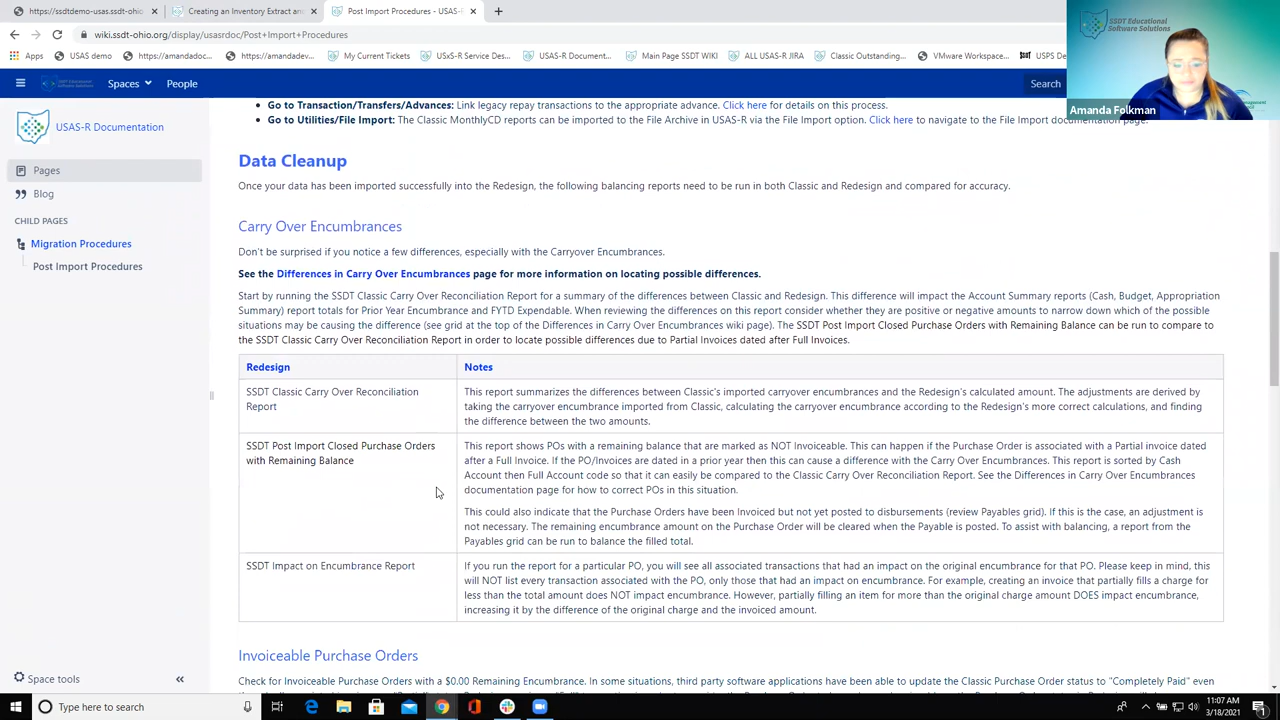 https://ssdtdemo-usas.ssdt-ohio
Creating an Inventory Extract and
Post Import Procedures - USAS-R
wiki.ssdt-ohio.org/display/usasrdoc/Post+Import+Procedures
Apps
USAS demo
https://amandadoc...
https://amandadev...
My Current Tickets
USxS-R Service Des...
USAS-R Document...
Main Page SSDT WIKI
ALL USAS-R JIRA
Classic Outstanding...
VMware Workspace...
USPS De
SSDT Educational
Software Solutions
Amanda Folkman
Spaces
People
Search
USAS-R Documentation
Pages
Blog
CHILD PAGES
Migration Procedures
Post Import Procedures
Space tools
• Go to Transaction/Transfers/Advances: Link legacy repay transactions to the appropriate advance. Click here for details on this process.
• Go to Utilities/File Import: The Classic MonthlyCD reports can be imported to the File Archive in USAS-R via the File Import option. Click here to navigate to the File Import documentation page.
Data Cleanup
Once your data has been imported successfully into the Redesign, the following balancing reports need to be run in both Classic and Redesign and compared for accuracy.
Carry Over Encumbrances
Don't be surprised if you notice a few differences, especially with the Carryover Encumbrances.
See the Differences in Carry Over Encumbrances page for more information on locating possible differences.
Start by running the SSDT Classic Carry Over Reconciliation Report for a summary of the differences between Classic and Redesign. This difference will impact the Account Summary reports (Cash, Budget, Appropriation
Summary) report totals for Prior Year Encumbrance and FYTD Expendable. When reviewing the differences on this report consider whether they are positive or negative amounts to narrow down which of the possible
situations may be causing the difference (see grid at the top of the Differences in Carry Over Encumbrances wiki page). The SSDT Post Import Closed Purchase Orders with Remaining Balance can be run to compare to
the SSDT Classic Carry Over Reconciliation Report in order to locate possible differences due to Partial Invoices dated after Full Invoices.
Redesign
Notes
SSDT Classic Carry Over Reconciliation
Report
This report summarizes the differences between Classic's imported carryover encumbrances and the Redesign's calculated amount. The adjustments are derived by
taking the carryover encumbrance imported from Classic, calculating the carryover encumbrance according to the Redesign's more correct calculations, and finding
the difference between the two amounts.
SSDT Post Import Closed Purchase Orders
with Remaining Balance
This report shows POs with a remaining balance that are marked as NOT Invoiceable. This can happen if the Purchase Order is associated with a Partial invoice dated
after a Full Invoice. If the PO/Invoices are dated in a prior year then this can cause a difference with the Carry Over Encumbrances. This report is sorted by Cash
Account then Full Account code so that it can easily be compared to the Classic Carry Over Reconciliation Report. See the Differences in Carry Over Encumbrances
documentation page for how to correct POs in this situation.
This could also indicate that the Purchase Orders have been Invoiced but not yet posted to disbursements (review Payables grid). If this is the case, an adjustment is
not necessary. The remaining encumbrance amount on the Purchase Order will be cleared when the Payable is posted. To assist with balancing, a report from the
Payables grid can be run to balance the filled total.
SSDT Impact on Encumbrance Report
If you run the report for a particular PO, you will see all associated transactions that had an impact on the original encumbrance for that PO. Please keep in mind, this
will NOT list every transaction associated with the PO, only those that had an impact on encumbrance. For example, creating an invoice that partially fills a charge for
less than the total amount does NOT impact encumbrance. However, partially filling an item for more than the original charge amount DOES impact encumbrance,
increasing it by the difference of the original charge and the invoiced amount.
Invoiceable Purchase Orders
Check for Invoiceable Purchase Orders with a $0.00 Remaining Encumbrance. In some situations, third party software applications have been able to update the Classic Purchase Order status to "Completely Paid" even
Type here to search
11:07 AM
3/18/2021